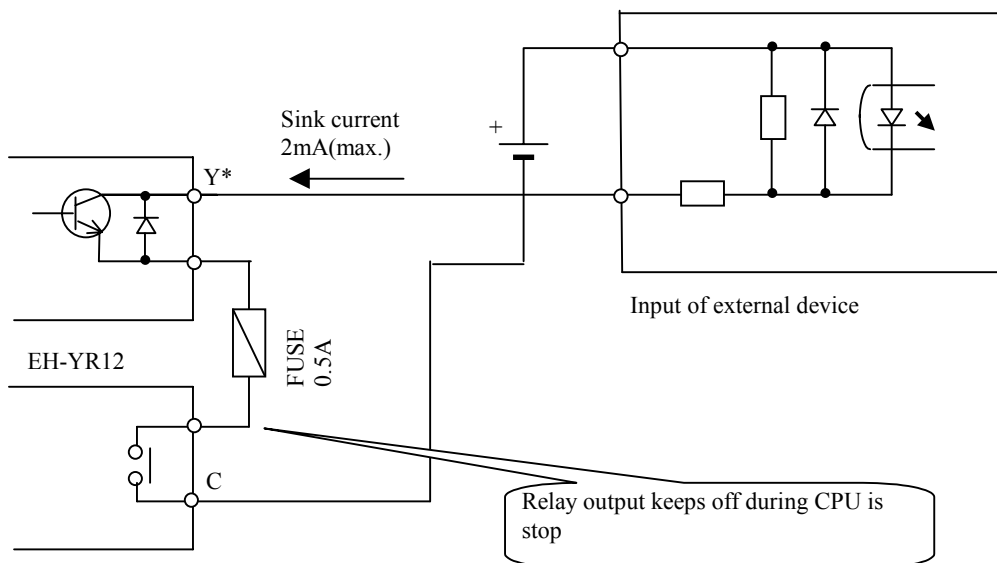 Sink current
2mA(max.)
+
Y*
Input of external device
EH-YR12
FUSE
0.5A
C
Relay output keeps off during CPU is
stop